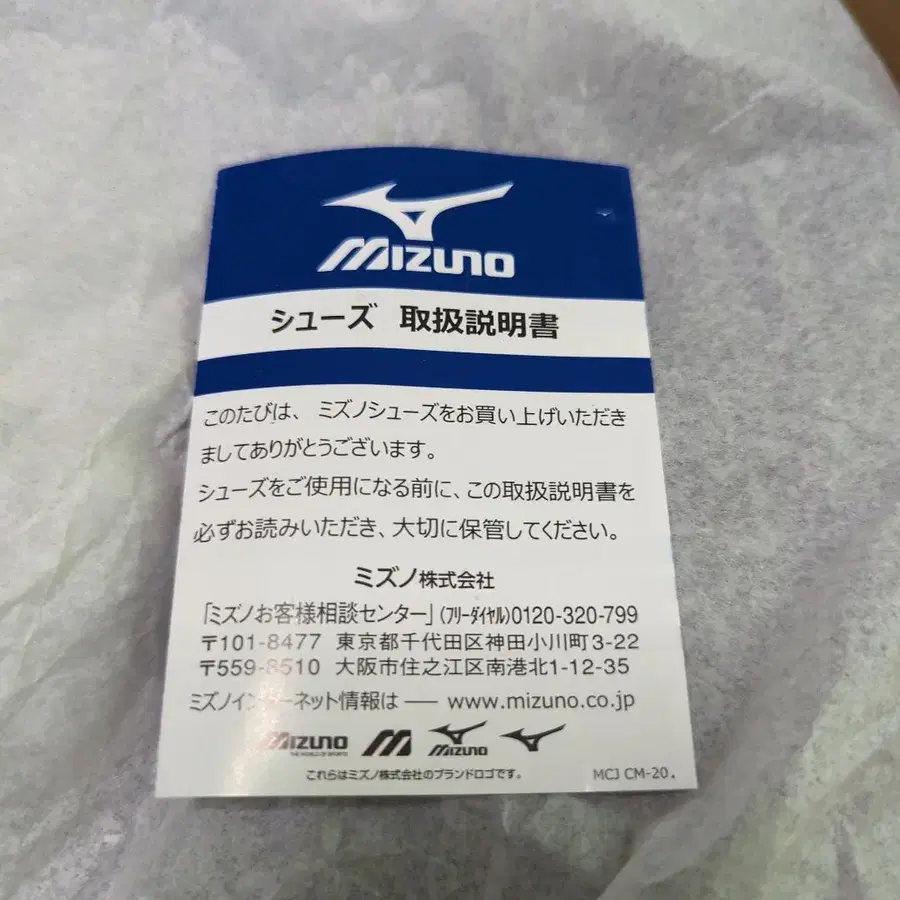 MIZUNO
シューズ 取扱説明書
このたびは、ミズノシューズをお買い上げいただき
ましてありがとうございます。
シューズをご使用になる前に、この取扱説明書を
必ずお読みいただき、大切に保管してください。
ミズノ株式会社
「ミズノお客様相談センター」(フリーダイヤル)0120-320-799
〒101-8477 東京都千代田区神田小川町3-22
〒559-8510 大阪市住之江区南港北1-12-35
ミズノインターネット情報は ― www.mizuno.co.jp
MIZUNO
THE WORLD OF SPORTS
M
MIZUNO
これらはミズノ株式会社のブランドロゴです。
MCJ CM-20.